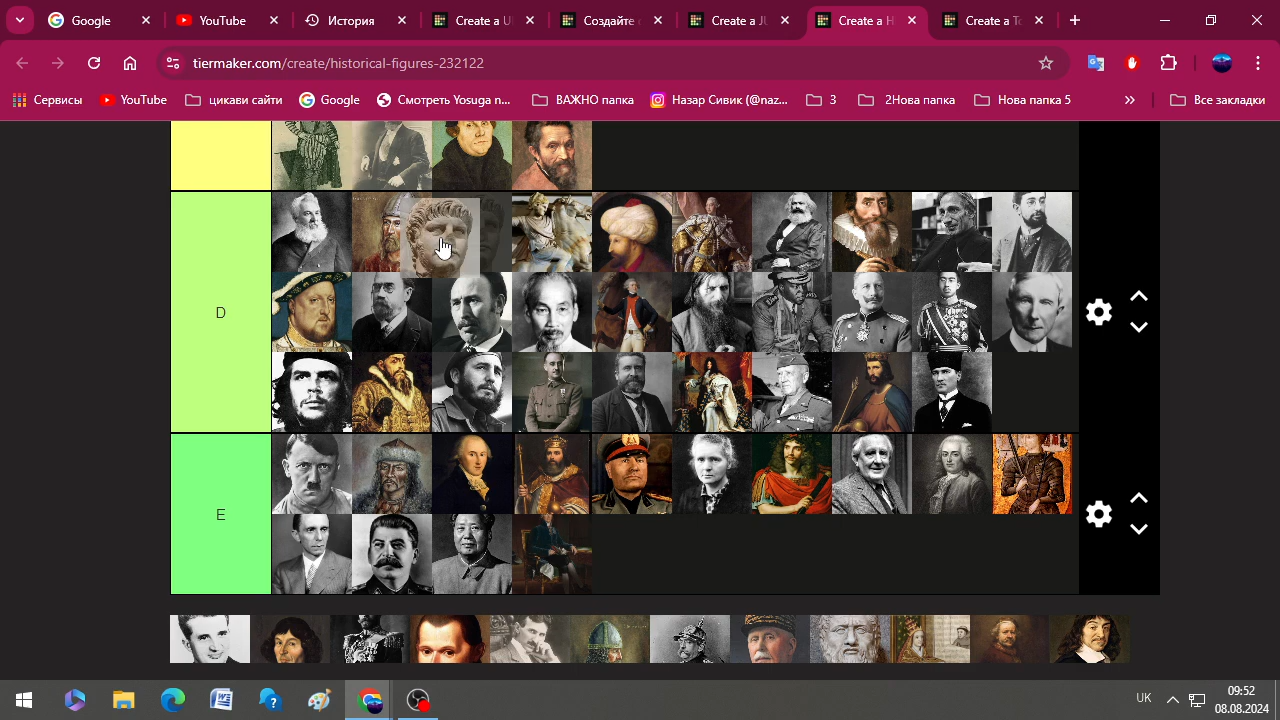 Google
YouTube
История
Create a U
Создайте с
Create a JU
Create a H
Create a To
tiermaker.com/create/historical-figures-232122
Сервисы
YouTube
цикави сайти
Google
Смотреть Yosuga n...
ВАЖНО папка
Назар Сивик (@naz...
3
2Нова папка
Нова папка 5
»
Все закладки
D
E
UK
09:52
08.08.2024